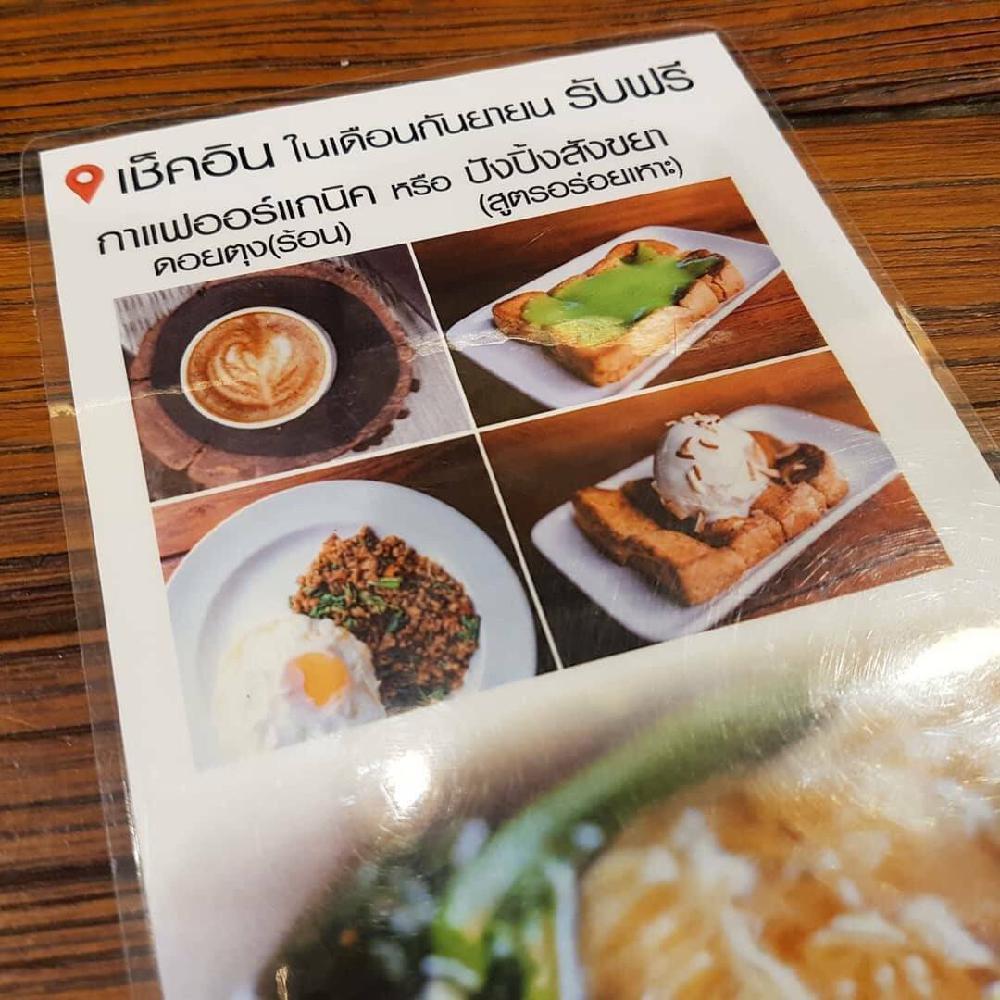 เช็คอิน ในเดือนกันยายน รับฟรี
กาแฟออร์แกนิค หรือ ปังปิ้งสังขยา
ดอยตุง(ร้อน) (สูตรอร่อยเหาะ)